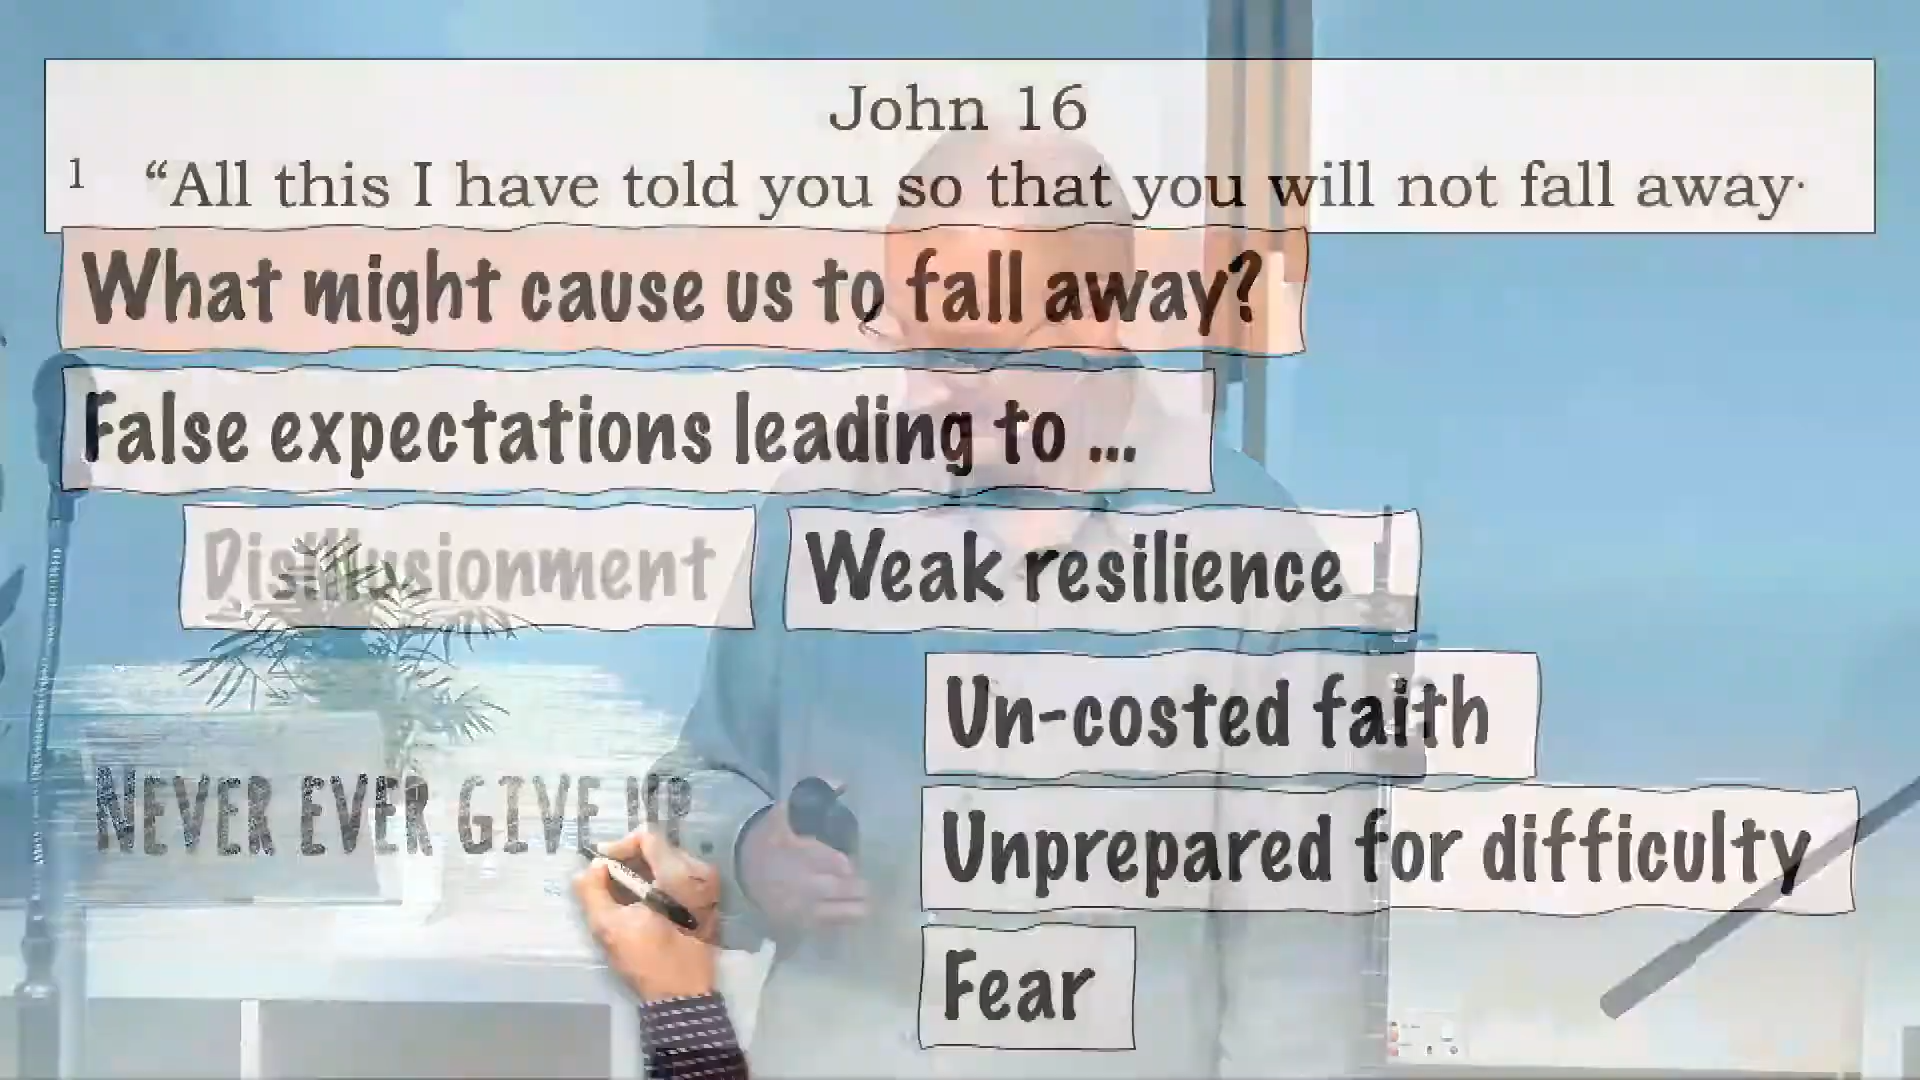 John 16
1 “All this I have told you so that you will not fall away.
What might cause us to fall away?
False expectations leading to ...
Disillusionment
Weak resilience
Un-costed faith
Unprepared for difficulty
NEVER EVER GIVE UP.
Fear